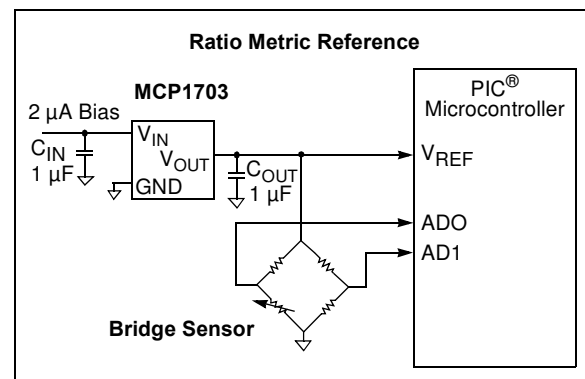 Ratio Metric Reference
MCP1703
PIC®
Microcontroller
2 µA Bias
VIN
VOUT
GND
CIN
1 µF
COUT
1 µF
VREF
ADO
AD1
Bridge Sensor